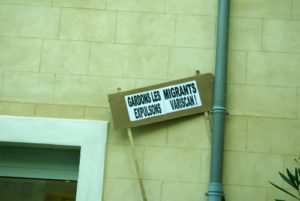 GARDONS LES MIGRANTS
EXPULSONS VARISCAN !